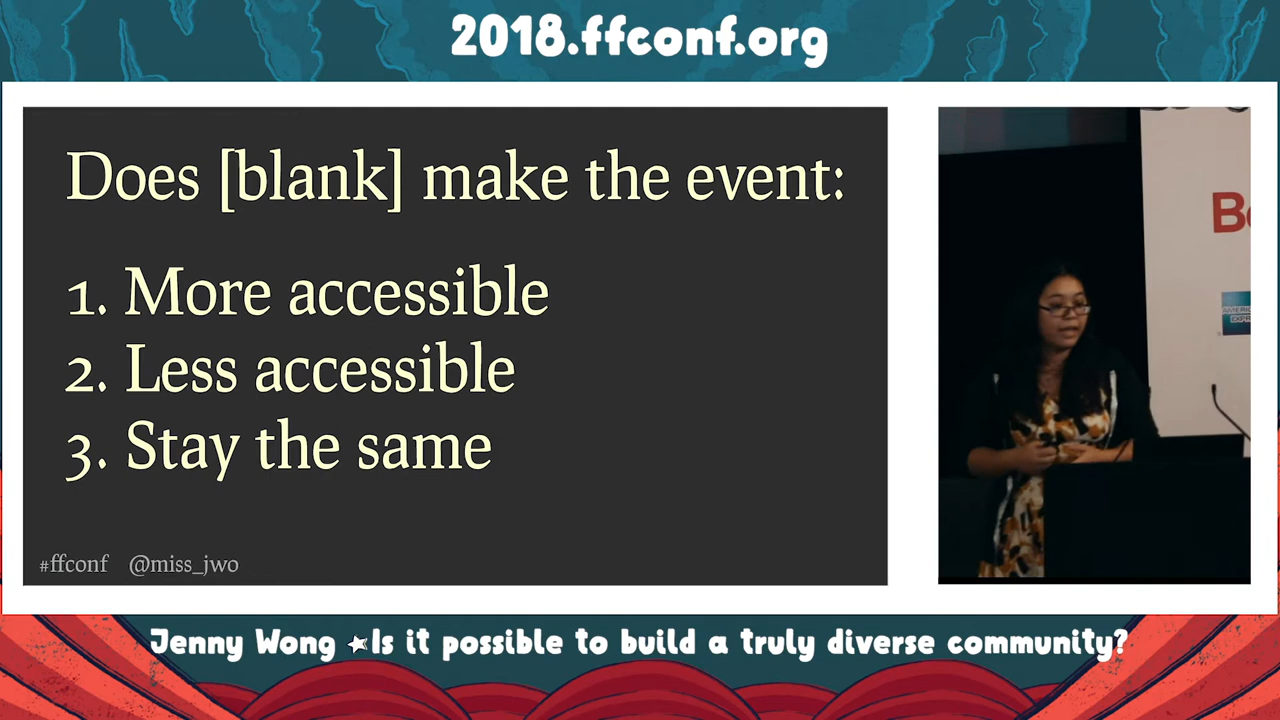 2018.ffconf.org
Does [blank] make the event:
1. More accessible
2. Less accessible
3. Stay the same
#ffconf @miss_jwo
Jenny Wong ★ Is it possible to build a truly diverse community?